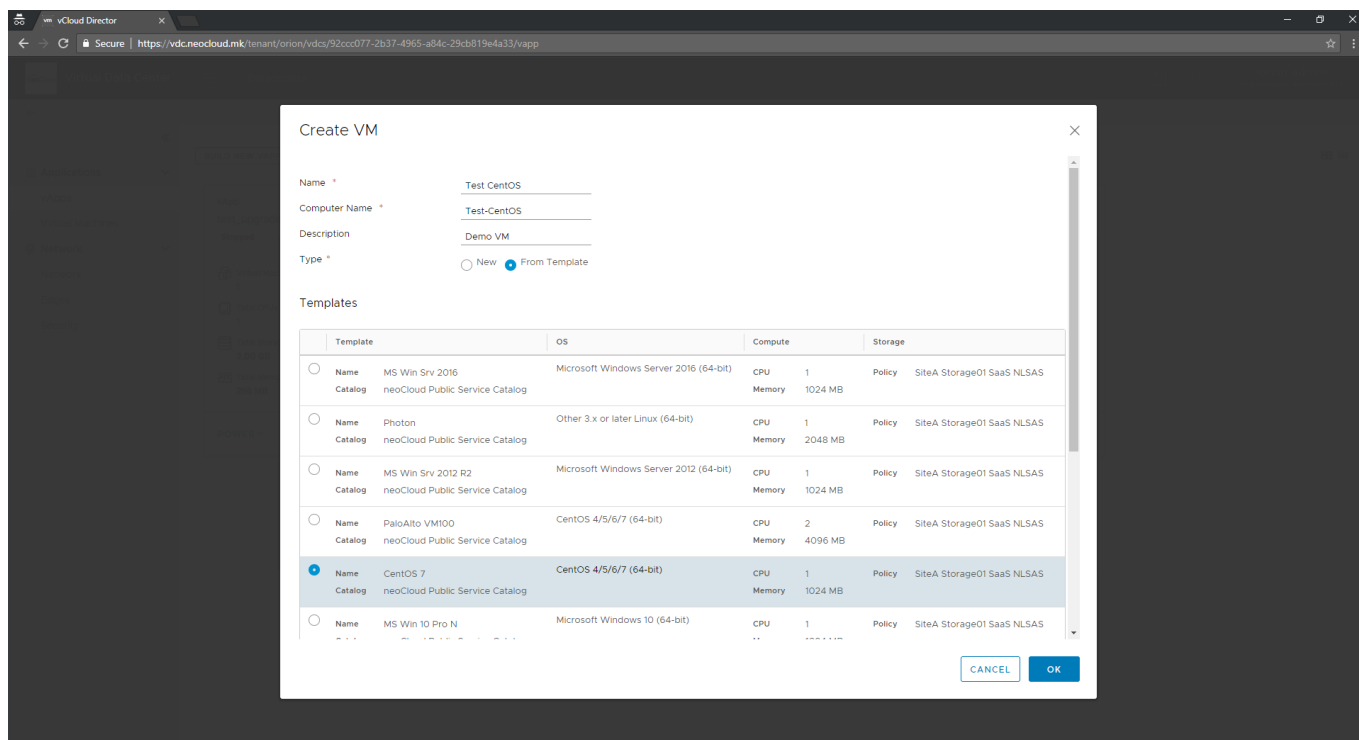 vm vCloud Director
Secure | https://vdc.neocloud.mk/tenant/orion/vdcs/92ccc077-2b37-4965-a84c-29cb819e4a33/vapp
Create VM
Name * Test CentOS
Computer Name * Test-CentOS
Description Demo VM
Type * New From Template
Templates
Template OS Compute Storage
Name MS Win Srv 2016 Microsoft Windows Server 2016 (64-bit) CPU 1 Policy SiteA Storage01 SaaS NLSAS
Catalog neoCloud Public Service Catalog Memory 1024 MB
Name Photon Other 3.x or later Linux (64-bit) CPU 1 Policy SiteA Storage01 SaaS NLSAS
Catalog neoCloud Public Service Catalog Memory 2048 MB
Name MS Win Srv 2012 R2 Microsoft Windows Server 2012 (64-bit) CPU 1 Policy SiteA Storage01 SaaS NLSAS
Catalog neoCloud Public Service Catalog Memory 1024 MB
Name PaloAlto VM100 CentOS 4/5/6/7 (64-bit) CPU 2 Policy SiteA Storage01 SaaS NLSAS
Catalog neoCloud Public Service Catalog Memory 4096 MB
Name CentOS 7 CentOS 4/5/6/7 (64-bit) CPU 1 Policy SiteA Storage01 SaaS NLSAS
Catalog neoCloud Public Service Catalog Memory 1024 MB
Name MS Win 10 Pro N Microsoft Windows 10 (64-bit) CPU 1 Policy SiteA Storage01 SaaS NLSAS
CANCEL OK